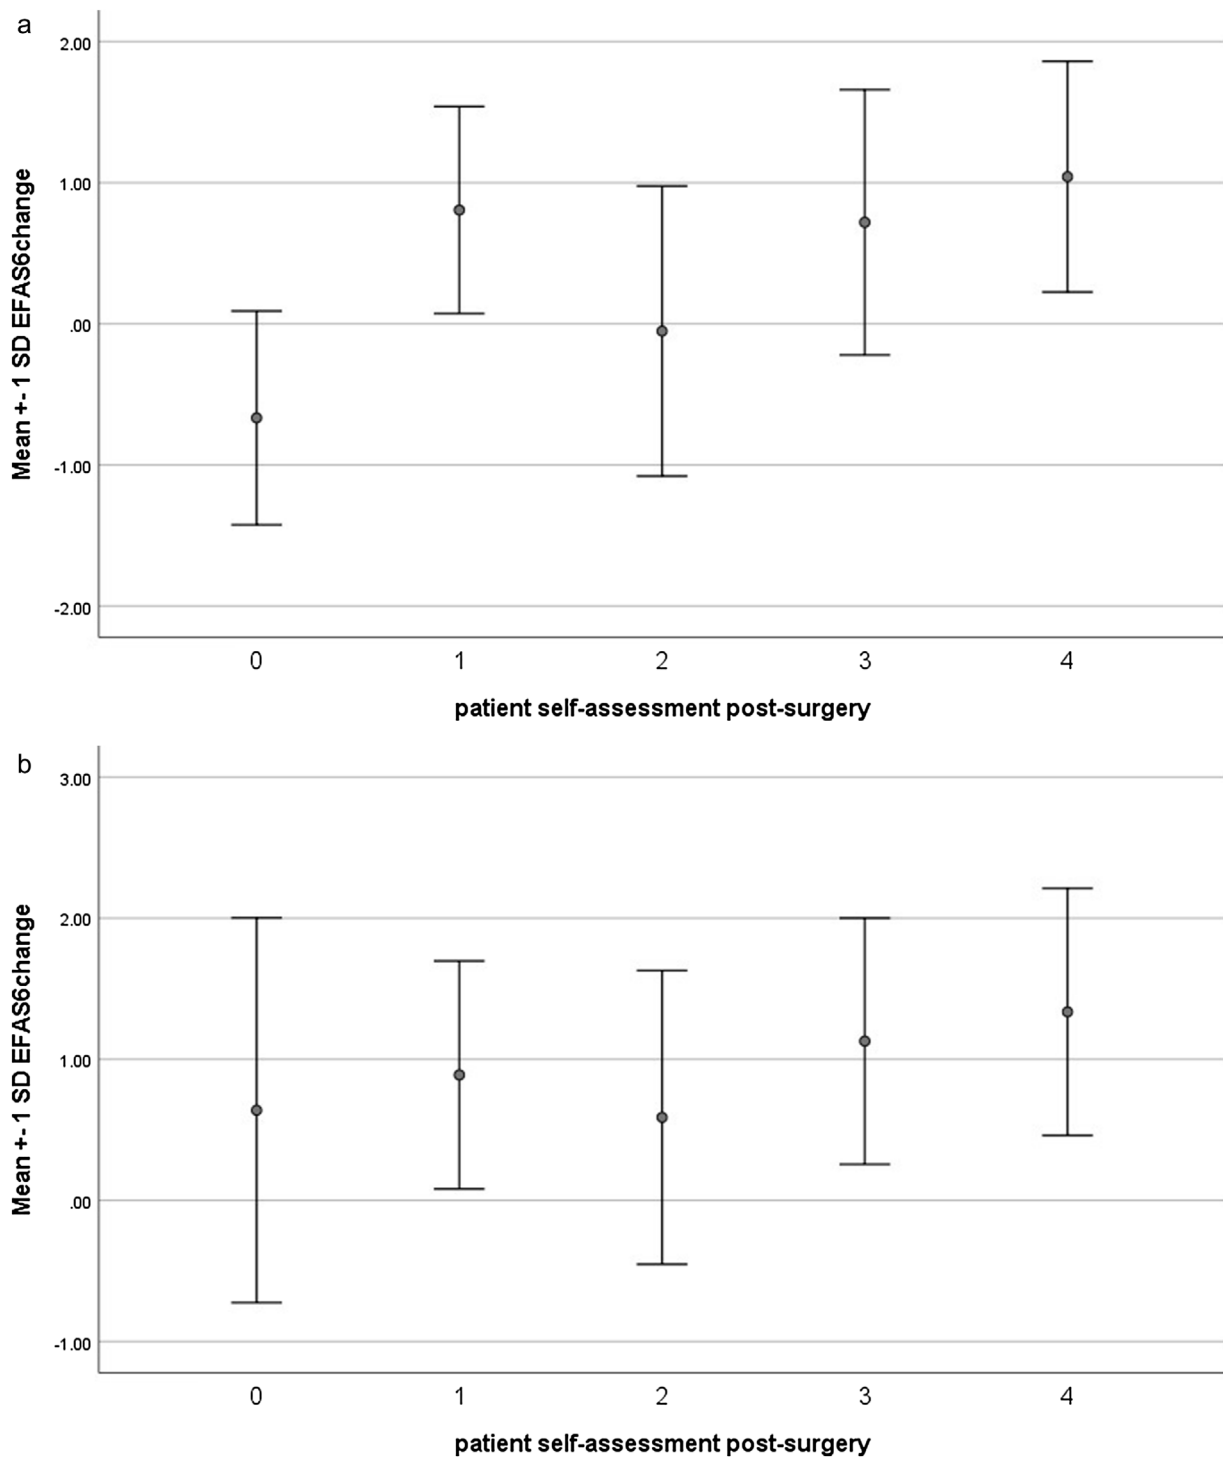 a
Mean +- 1 SD EFAS6change
2.00
1.00
.00
-1.00
-2.00
0 1 2 3 4
patient self-assessment post-surgery
b
Mean +- 1 SD EFAS6change
3.00
2.00
1.00
.00
-1.00
0 1 2 3 4
patient self-assessment post-surgery